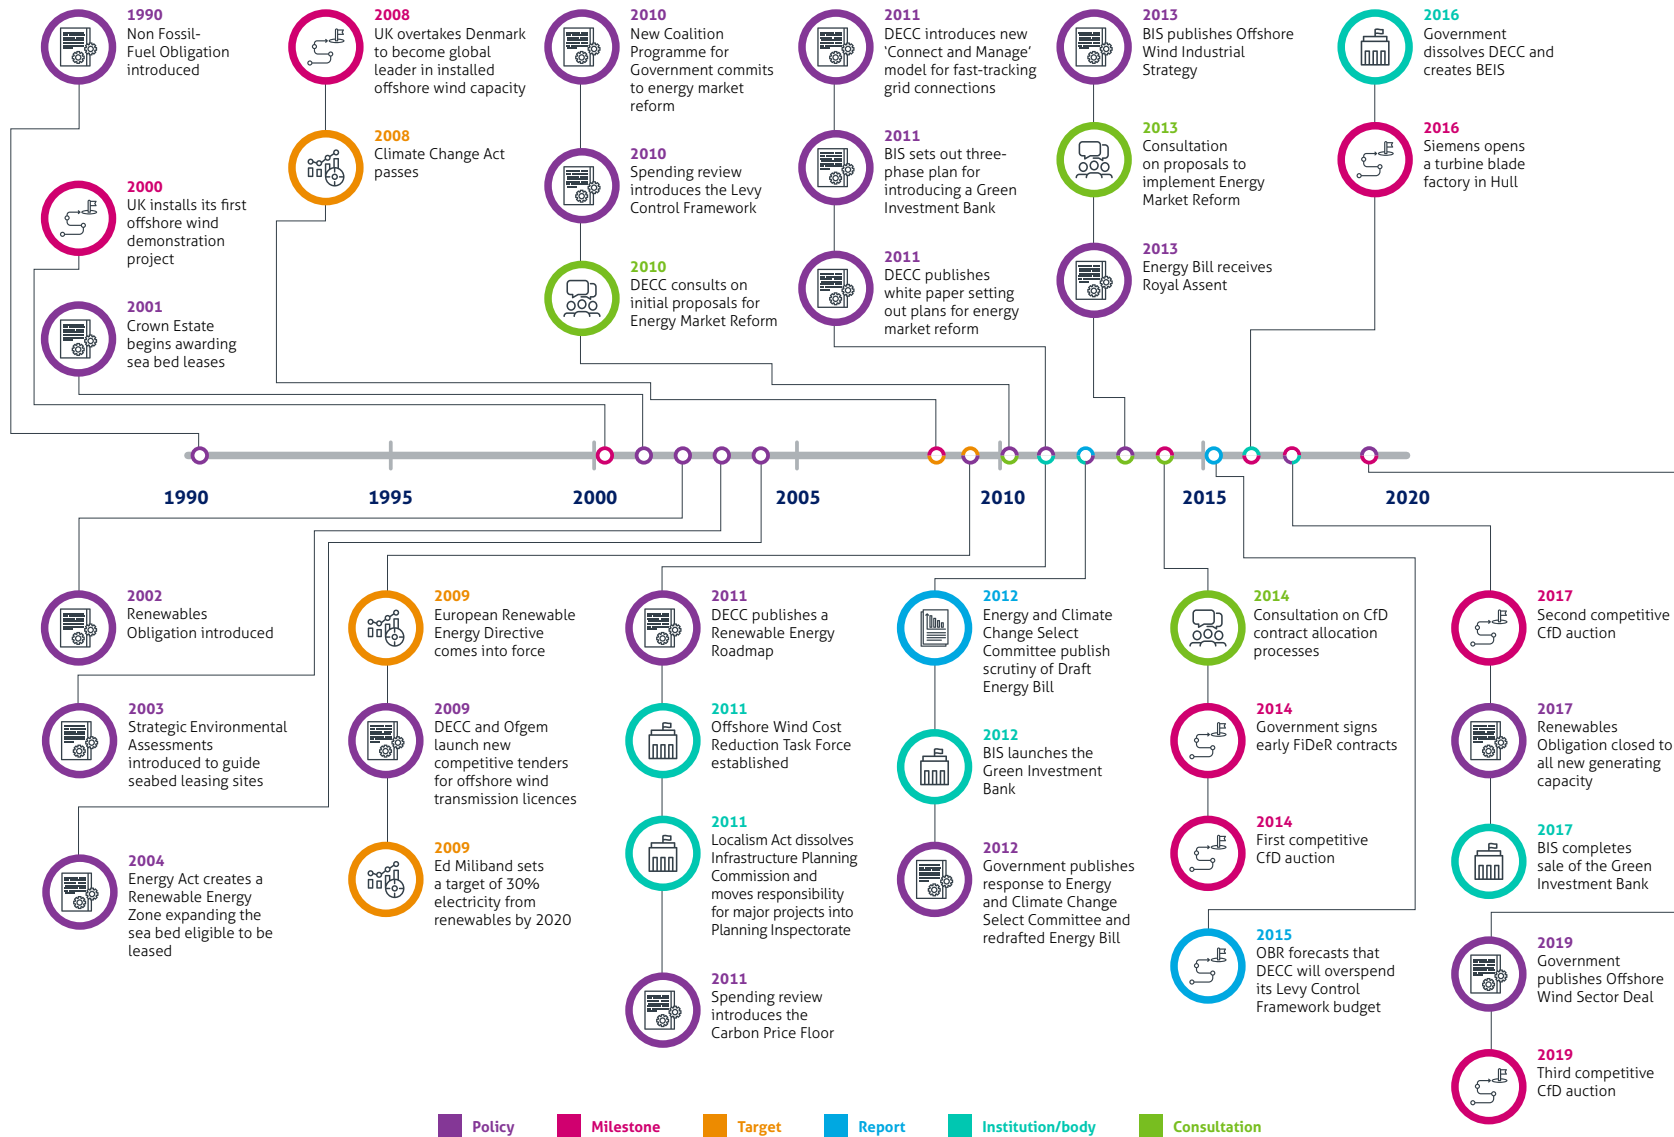 1990
Non Fossil-
Fuel Obligation
introduced
2000
UK installs its first
offshore wind
demonstration
project
2001
Crown Estate
begins awarding
sea bed leases
2008
UK overtakes Denmark
to become global
leader in installed
offshore wind capacity
2008
Climate Change Act
passes
2010
New Coalition
Programme for
Government commits
to energy market
reform
2010
Spending review
introduces the Levy
Control Framework
2010
DECC consults on
initial proposals for
Energy Market Reform
2011
DECC introduces new
‘Connect and Manage’
model for fast-tracking
grid connections
2011
BIS sets out three-
phase plan for
introducing a Green
Investment Bank
2011
DECC publishes
white paper setting
out plans for energy
market reform
2013
BIS publishes Offshore
Wind Industrial
Strategy
2013
Consultation
on proposals to
implement Energy
Market Reform
2013
Energy Bill receives
Royal Assent
2016
Government
dissolves DECC and
creates BEIS
2016
Siemens opens
a turbine blade
factory in Hull
1990
1995
2000
2005
2010
2015
2020
2002
Renewables
Obligation introduced
2003
Strategic Environmental
Assessments
introduced to guide
seabed leasing sites
2004
Energy Act creates a
Renewable Energy
Zone expanding the
sea bed eligible to be
leased
2009
European Renewable
Energy Directive
comes into force
2009
DECC and Ofgem
launch new
competitive tenders
for offshore wind
transmission licences
2009
Ed Miliband sets
a target of 30%
electricity from
renewables by 2020
2011
DECC publishes a
Renewable Energy
Roadmap
2011
Offshore Wind Cost
Reduction Task Force
established
2011
Localism Act dissolves
Infrastructure Planning
Commission and
moves responsibility
for major projects into
Planning Inspectorate
2011
Spending review
introduces the
Carbon Price Floor
2012
Energy and Climate
Change Select
Committee publish
scrutiny of Draft
Energy Bill
2012
BIS launches the
Green Investment
Bank
2012
Government publishes
response to Energy
and Climate Change
Select Committee and
redrafted Energy Bill
2014
Consultation on CfD
contract allocation
processes
2014
Government signs
early FiDeR contracts
2014
First competitive
CfD auction
2015
OBR forecasts that
DECC will overspend
its Levy Control
Framework budget
2017
Second competitive
CfD auction
2017
Renewables
Obligation closed to
all new generating
capacity
2017
BIS completes
sale of the Green
Investment Bank
2019
Government
publishes Offshore
Wind Sector Deal
2019
Third competitive
CfD auction
Policy
Milestone
Target
Report
Institution/body
Consultation